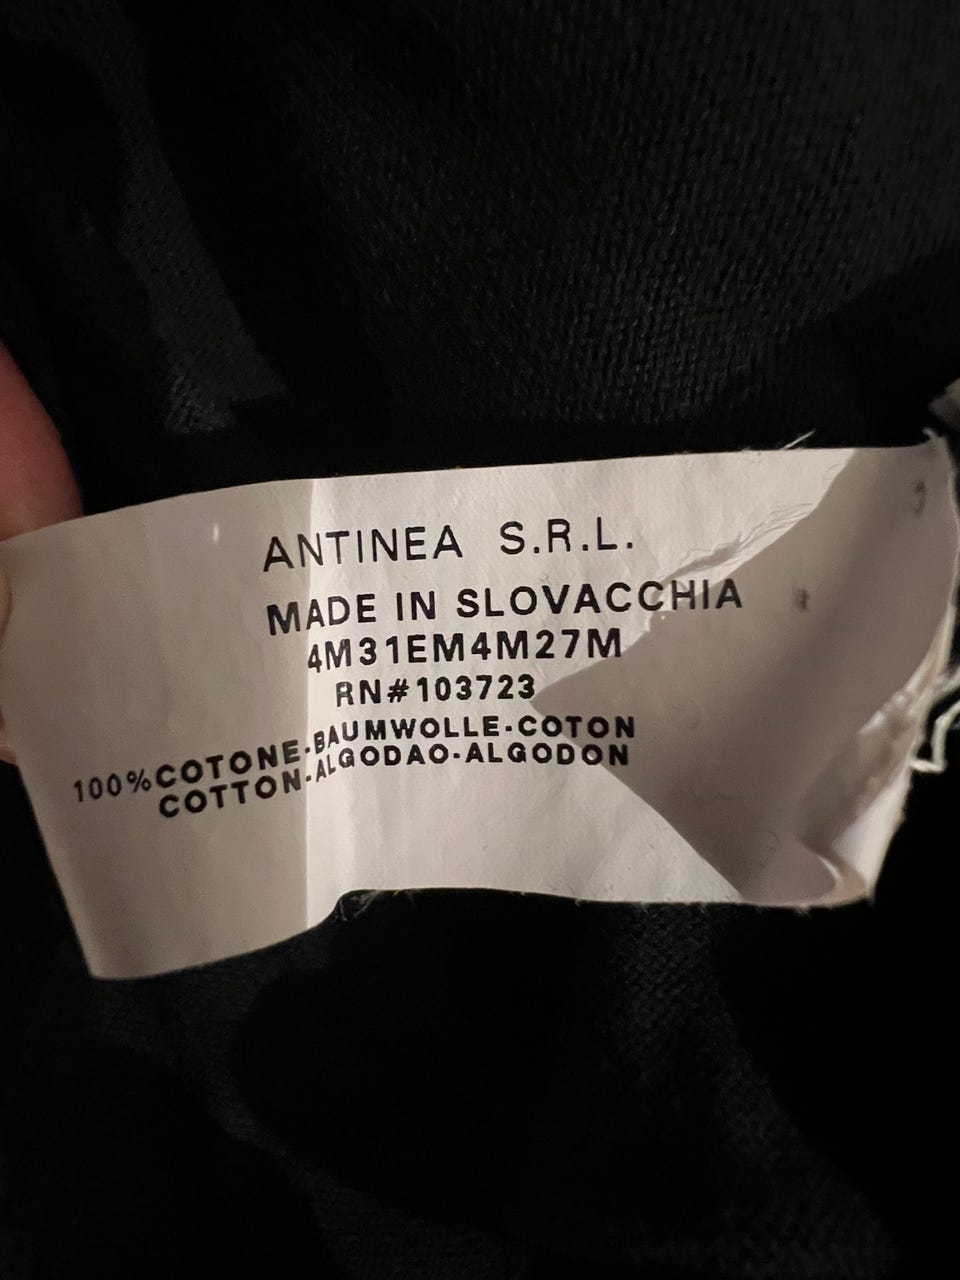 ANTINEA S.R.L.
MADE IN SLOVACCHIA
4M31EM4M27M
RN#103723
100%COTONE-BAUMWOLLE-COTON
COTTON-ALGODAO-ALGODON